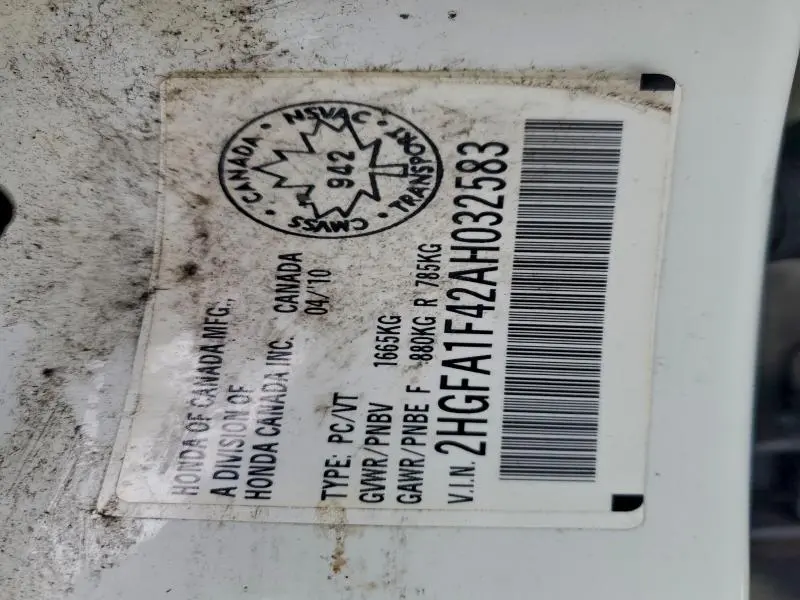 HONDA OF CANADA MFG.,
A DIVISION OF
HONDA CANADA INC. CANADA
04/'10
CANADA • NSVAC • TRANSPORT • CMVSS •
942
TYPE: PC/VT
GVWR/PNBV 1665KG
GAWR/PNBE F 880KG R 785KG
V.I.N. 2HGFA1F42AH032583